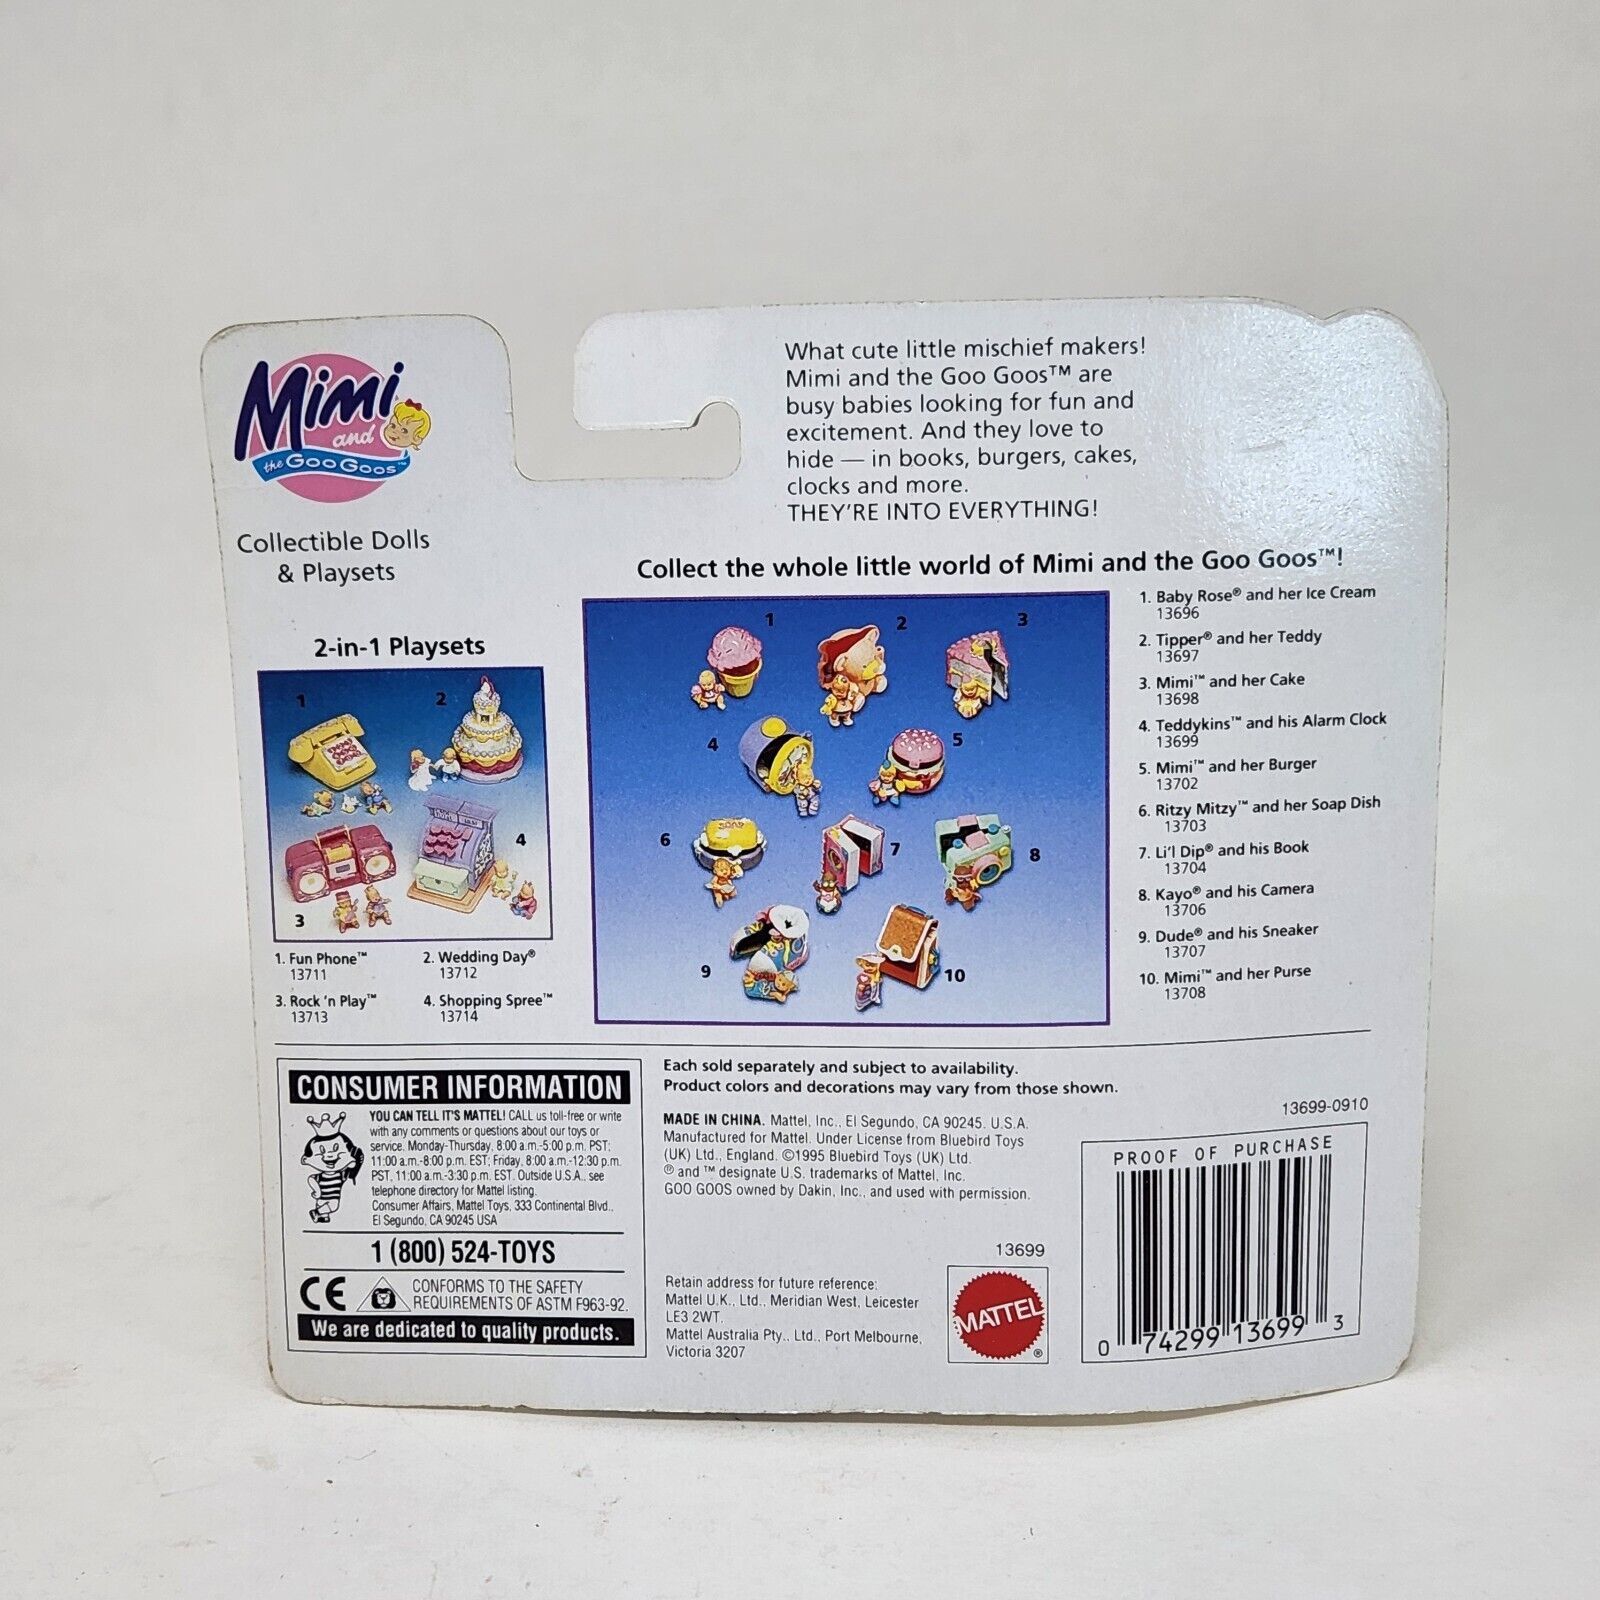 Mimi
and
the Goo Goos™
Collectible Dolls
& Playsets
What cute little mischief makers!
Mimi and the Goo Goos™ are
busy babies looking for fun and
excitement. And they love to
hide — in books, burgers, cakes,
clocks and more.
THEY'RE INTO EVERYTHING!
Collect the whole little world of Mimi and the Goo Goos™!
2-in-1 Playsets
1
2
3
4
1. Fun Phone™
13711
2. Wedding Day®
13712
3. Rock 'n Play™
13713
4. Shopping Spree™
13714
1
2
3
4
5
6
SOAP
7
8
9
10
1. Baby Rose® and her Ice Cream
13696
2. Tipper® and her Teddy
13697
3. Mimi™ and her Cake
13698
4. Teddykins™ and his Alarm Clock
13699
5. Mimi™ and her Burger
13702
6. Ritzy Mitzy™ and her Soap Dish
13703
7. Li'l Dip® and his Book
13704
8. Kayo® and his Camera
13706
9. Dude® and his Sneaker
13707
10. Mimi™ and her Purse
13708
CONSUMER INFORMATION
YOU CAN TELL IT'S MATTEL! CALL us toll-free or write
with any comments or questions about our toys or
service. Monday-Thursday, 8:00 a.m.-5:00 p.m. PST;
11:00 a.m.-8:00 p.m. EST; Friday, 8:00 a.m.-12:30 p.m.
PST, 11:00 a.m.-3:30 p.m. EST. Outside U.S.A., see
telephone directory for Mattel listing.
Consumer Affairs, Mattel Toys, 333 Continental Blvd.,
El Segundo, CA 90245 USA
1 (800) 524-TOYS
CE
CONFORMS TO THE SAFETY
REQUIREMENTS OF ASTM F963-92.
We are dedicated to quality products.
Each sold separately and subject to availability.
Product colors and decorations may vary from those shown.
MADE IN CHINA. Mattel, Inc., El Segundo, CA 90245. U.S.A.
Manufactured for Mattel. Under License from Bluebird Toys
(UK) Ltd., England. ©1995 Bluebird Toys (UK) Ltd.
® and ™ designate U.S. trademarks of Mattel, Inc.
GOO GOOS owned by Dakin, Inc., and used with permission.
13699
Retain address for future reference:
Mattel U.K., Ltd., Meridian West, Leicester
LE3 2WT.
Mattel Australia Pty., Ltd., Port Melbourne,
Victoria 3207
MATTEL
®
13699-0910
PROOF OF PURCHASE
0 74299 13699 3